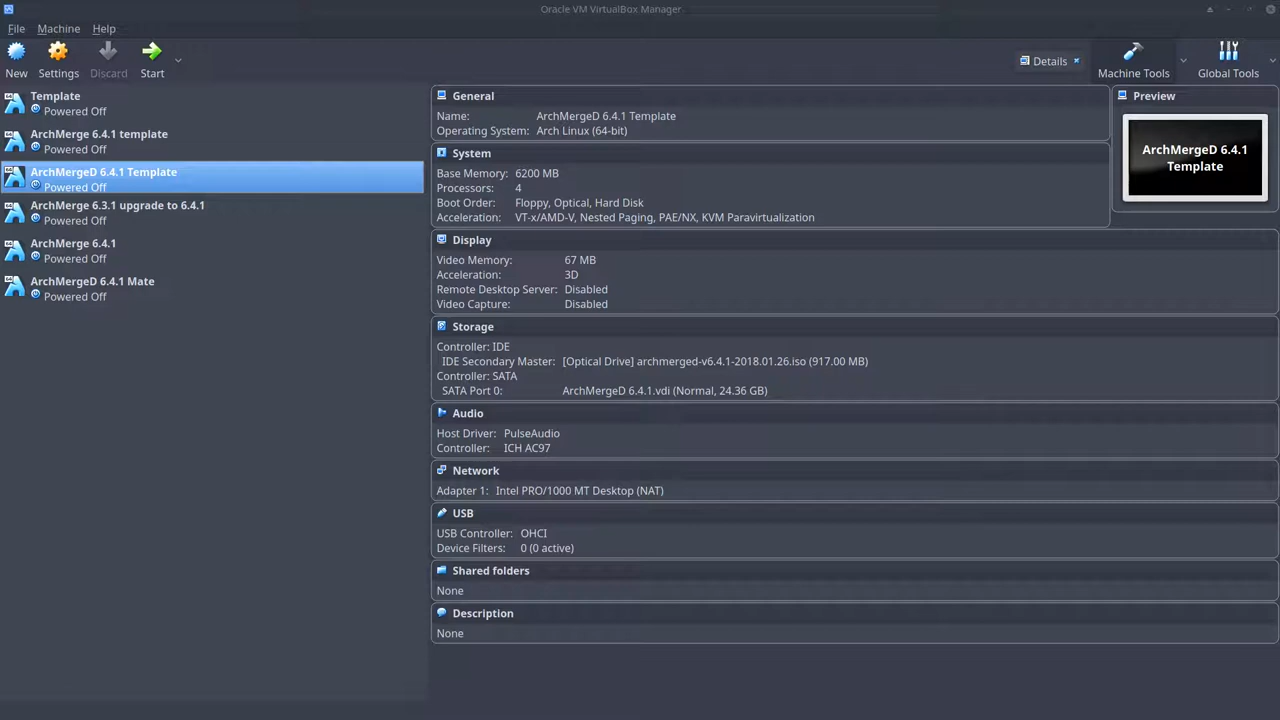 Oracle VM VirtualBox Manager
File Machine Help
New Settings Discard Start
Details
Machine Tools
Global Tools
Template
Powered Off
ArchMerge 6.4.1 template
Powered Off
ArchMergeD 6.4.1 Template
Powered Off
ArchMerge 6.3.1 upgrade to 6.4.1
Powered Off
ArchMerge 6.4.1
Powered Off
ArchMergeD 6.4.1 Mate
Powered Off
General
Name: ArchMergeD 6.4.1 Template
Operating System: Arch Linux (64-bit)
System
Base Memory: 6200 MB
Processors: 4
Boot Order: Floppy, Optical, Hard Disk
Acceleration: VT-x/AMD-V, Nested Paging, PAE/NX, KVM Paravirtualization
Preview
ArchMergeD 6.4.1
Template
Display
Video Memory: 67 MB
Acceleration: 3D
Remote Desktop Server: Disabled
Video Capture: Disabled
Storage
Controller: IDE
IDE Secondary Master: [Optical Drive] archmerged-v6.4.1-2018.01.26.iso (917.00 MB)
Controller: SATA
SATA Port 0: ArchMergeD 6.4.1.vdi (Normal, 24.36 GB)
Audio
Host Driver: PulseAudio
Controller: ICH AC97
Network
Adapter 1: Intel PRO/1000 MT Desktop (NAT)
USB
USB Controller: OHCI
Device Filters: 0 (0 active)
Shared folders
None
Description
None